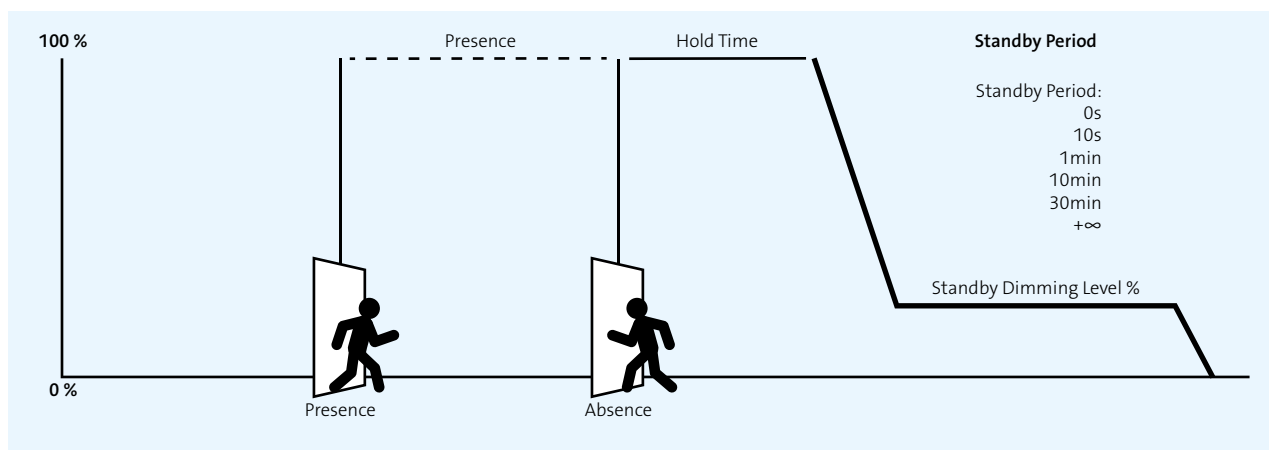 100 %
Presence
Hold Time
Standby Period
Standby Period:
0s
10s
1min
10min
30min
+∞
Standby Dimming Level %
0 %
Presence
Absence